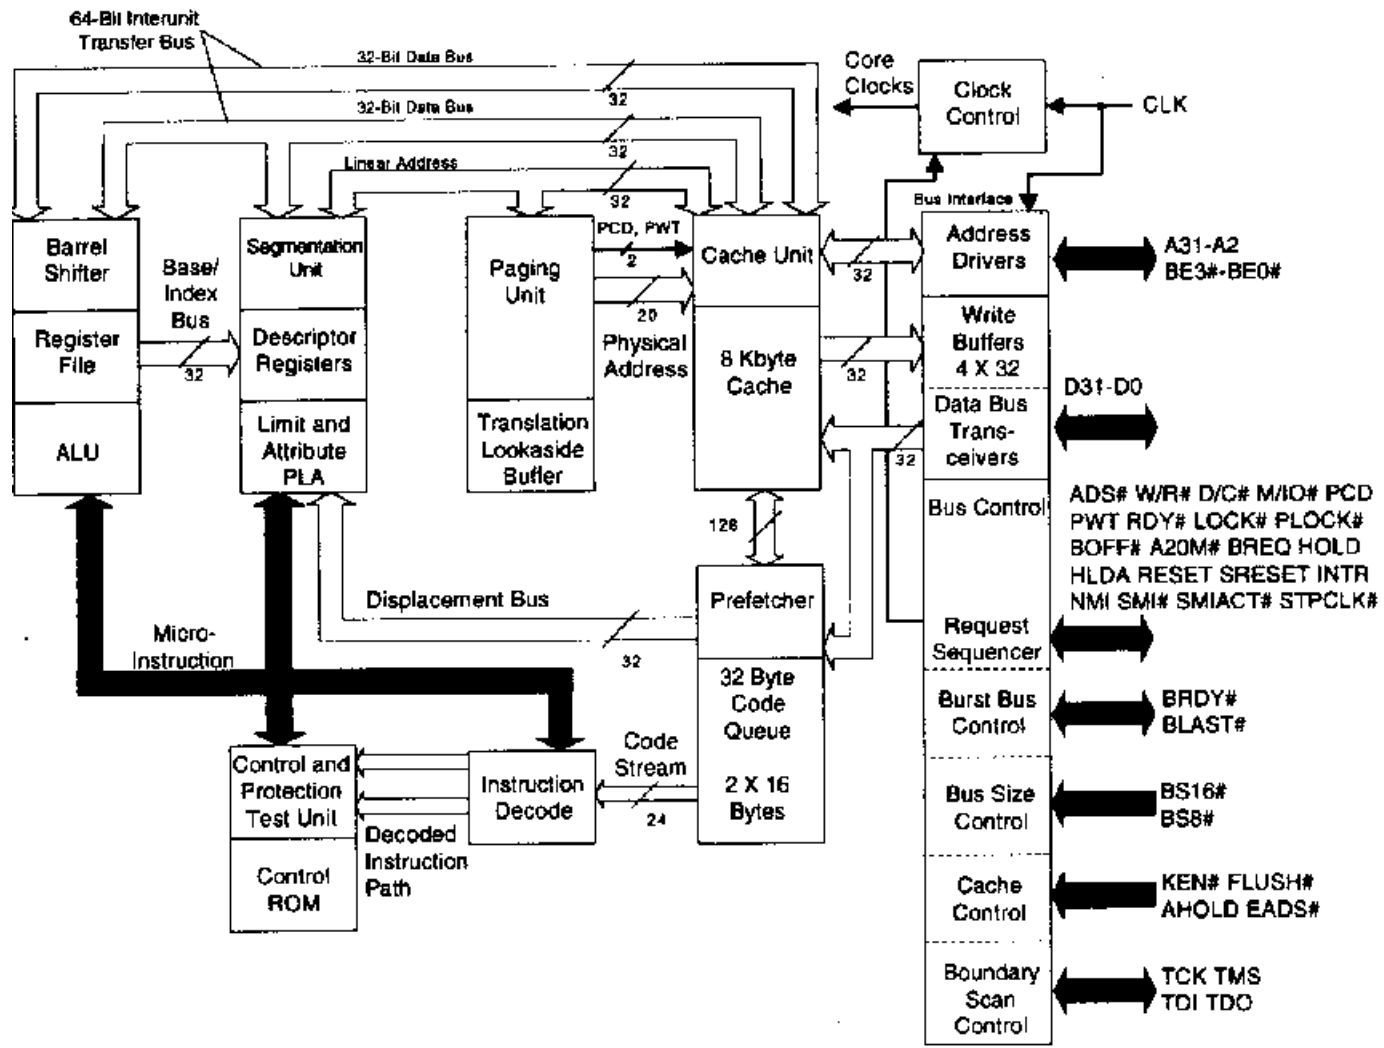 64-Bit Interunit
Transfer Bus
32-Bit Data Bus
32
32-Bit Data Bus
32
Linear Address
32
Core
Clocks
Clock
Control
CLK
Bus Interface
Barrel
Shifter
Register
File
ALU
Base/
Index
Bus
32
Segmentation
Unit
Descriptor
Registers
Limit and
Attribute
PLA
Paging
Unit
Translation
Lookaside
Buffer
PCD, PWT
2
20
Physical
Address
Cache Unit
8 Kbyte
Cache
32
32
32
Address
Drivers
Write
Buffers
4 X 32
Data Bus
Trans-
ceivers
Bus Control
Request
Sequencer
Burst Bus
Control
Bus Size
Control
Cache
Control
Boundary
Scan
Control
A31-A2
BE3#-BE0#
D31-D0
ADS# W/R# D/C# M/IO# PCD
PWT RDY# LOCK# PLOCK#
BOFF# A20M# BREQ HOLD
HLDA RESET SRESET INTR
NMI SMI# SMIACT# STPCLK#
BRDY#
BLAST#
BS16#
BS8#
KEN# FLUSH#
AHOLD EADS#
TCK TMS
TDI TDO
128
Prefetcher
32 Byte
Code
Queue
2 X 16
Bytes
Displacement Bus
32
Micro-
Instruction
Code
Stream
24
Instruction
Decode
Decoded
Instruction
Path
Control and
Protection
Test Unit
Control
ROM